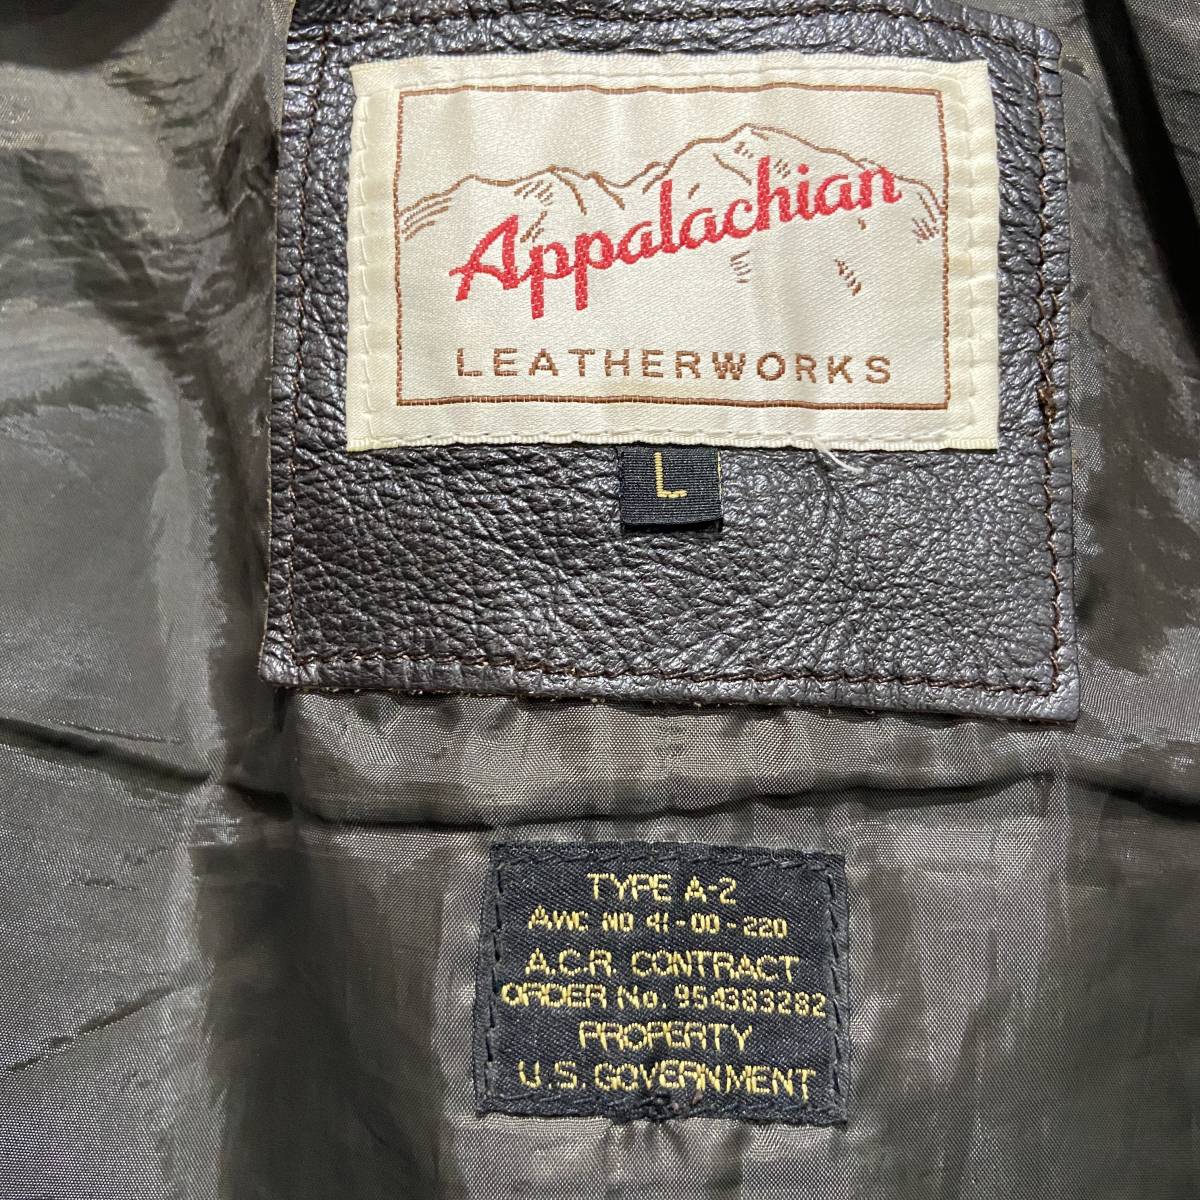 Appalachian
LEATHERWORKS
L
TYPE A-2
AWC NO 41-00-220
A.C.R. CONTRACT
ORDER No. 954383282
PROPERTY
U.S. GOVERNMENT